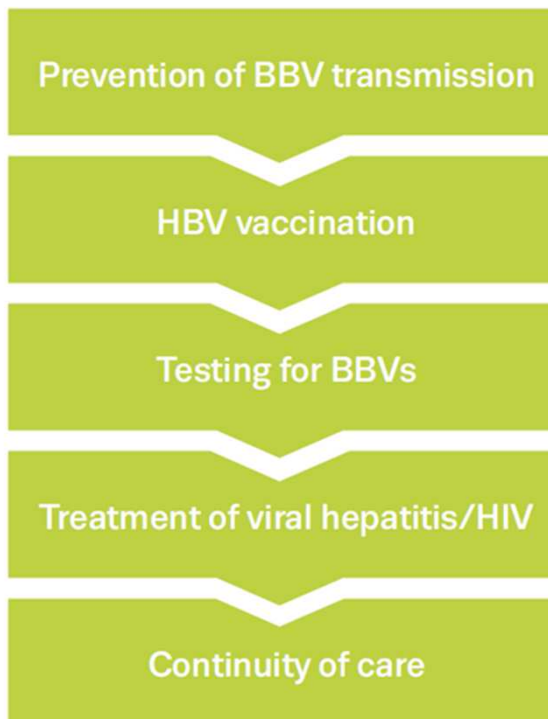 Prevention of BBV transmission
HBV vaccination
Testing for BBVs
Treatment of viral hepatitis/HIV
Continuity of care